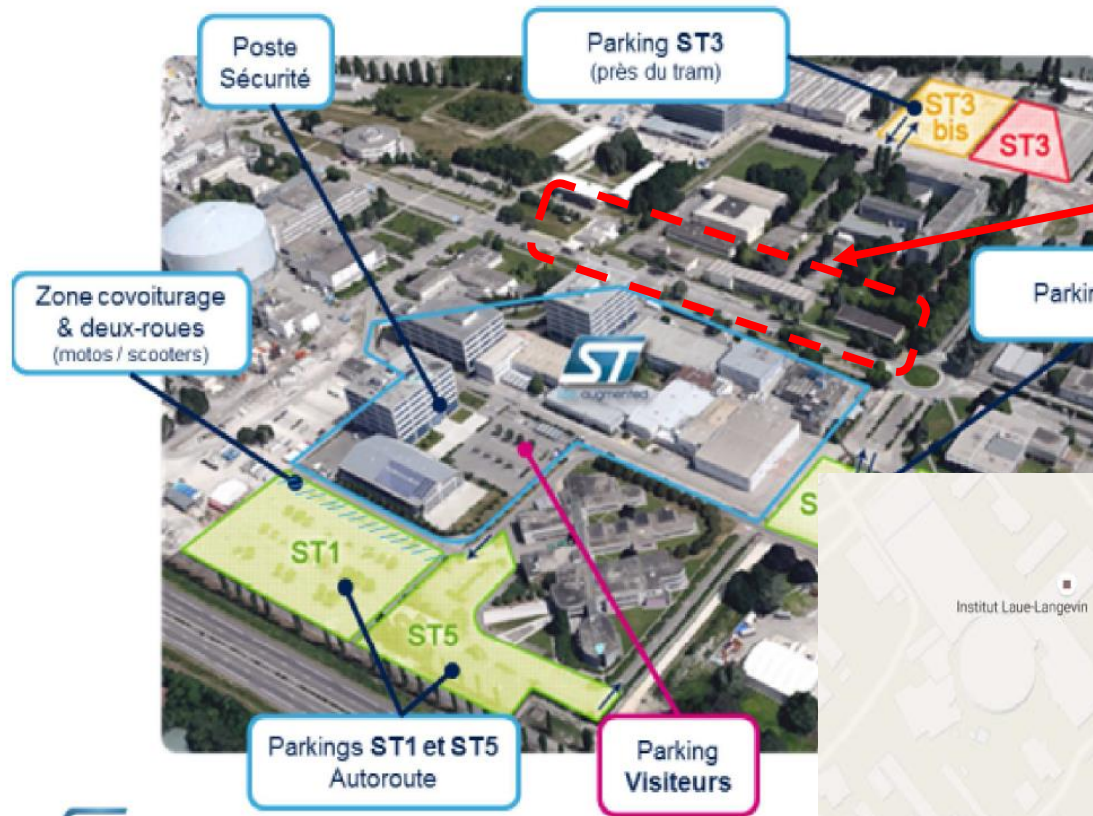 Poste
Sécurité
Parking ST3
(près du tram)
ST3
bis
ST3
Zone covoiturage
& deux-roues
(motos / scooters)
ST
augmented
ST1
ST5
Institut Laue-Langevin
Parkings ST1 et ST5
Autoroute
Parking
Visiteurs